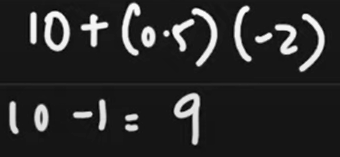 10 + (0.5) (-2)
10 - 1 = 9